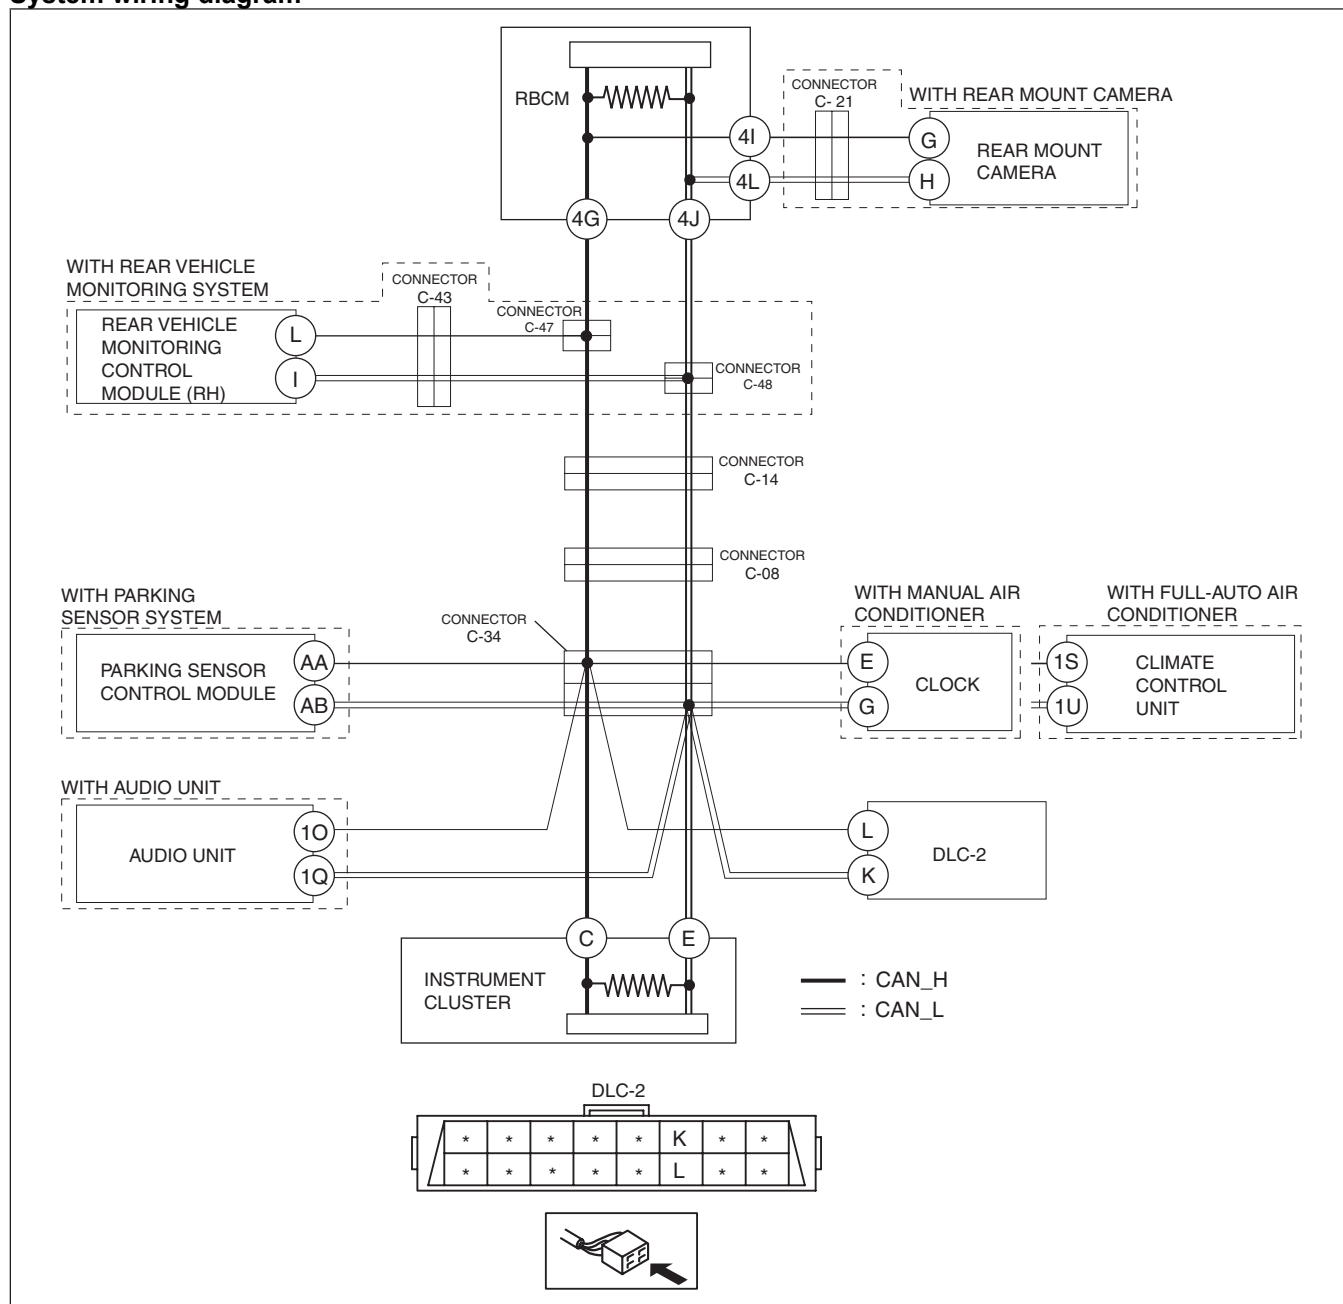 System wiring diagram
RBCM
4I
4L
4G
4J
CONNECTOR
C- 21
WITH REAR MOUNT CAMERA
G
H
REAR MOUNT
CAMERA
WITH REAR VEHICLE
MONITORING SYSTEM
REAR VEHICLE
MONITORING
CONTROL
MODULE (RH)
L
I
CONNECTOR
C-43
CONNECTOR
C-47
CONNECTOR
C-48
CONNECTOR
C-14
CONNECTOR
C-08
WITH PARKING
SENSOR SYSTEM
PARKING SENSOR
CONTROL MODULE
AA
AB
CONNECTOR
C-34
WITH MANUAL AIR
CONDITIONER
E
G
CLOCK
WITH FULL-AUTO AIR
CONDITIONER
1S
1U
CLIMATE
CONTROL
UNIT
WITH AUDIO UNIT
AUDIO UNIT
1O
1Q
L
K
DLC-2
C
E
INSTRUMENT
CLUSTER
: CAN_H
: CAN_L
DLC-2
* * * * * K * *
* * * * * L * *